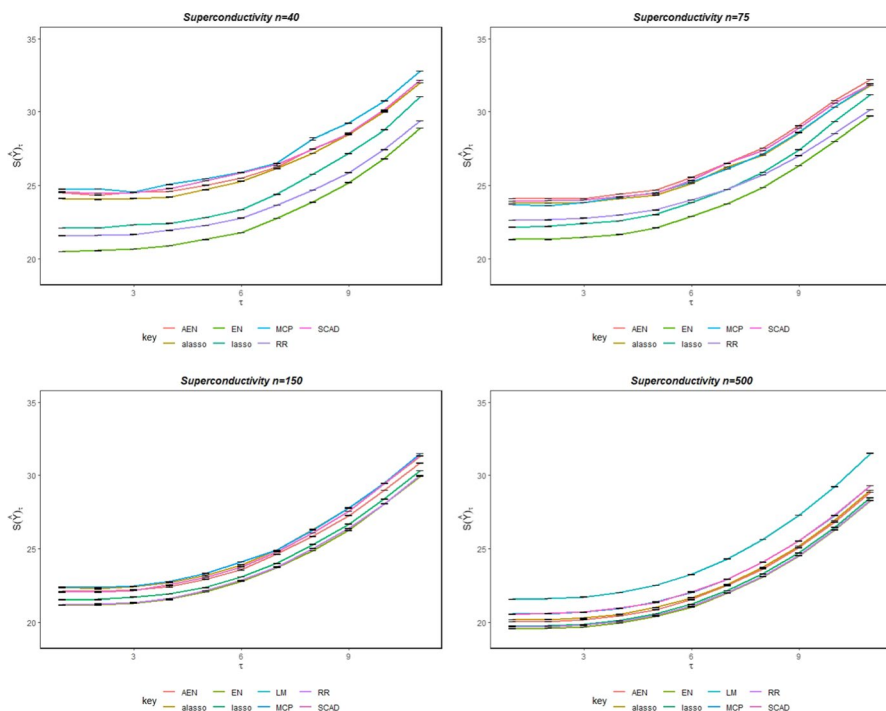 Superconductivity n=40
35
30
25
20
S(Ŷ)τ
3 6 9
τ
key AEN EN MCP SCAD
alasso lasso RR
Superconductivity n=75
35
30
25
20
S(Ŷ)τ
3 6 9
τ
key AEN EN MCP SCAD
alasso lasso RR
Superconductivity n=150
35
30
25
20
S(Ŷ)τ
3 6 9
τ
key AEN EN LM RR
alasso lasso MCP SCAD
Superconductivity n=500
35
30
25
20
S(Ŷ)τ
3 6 9
τ
key AEN EN LM RR
alasso lasso MCP SCAD